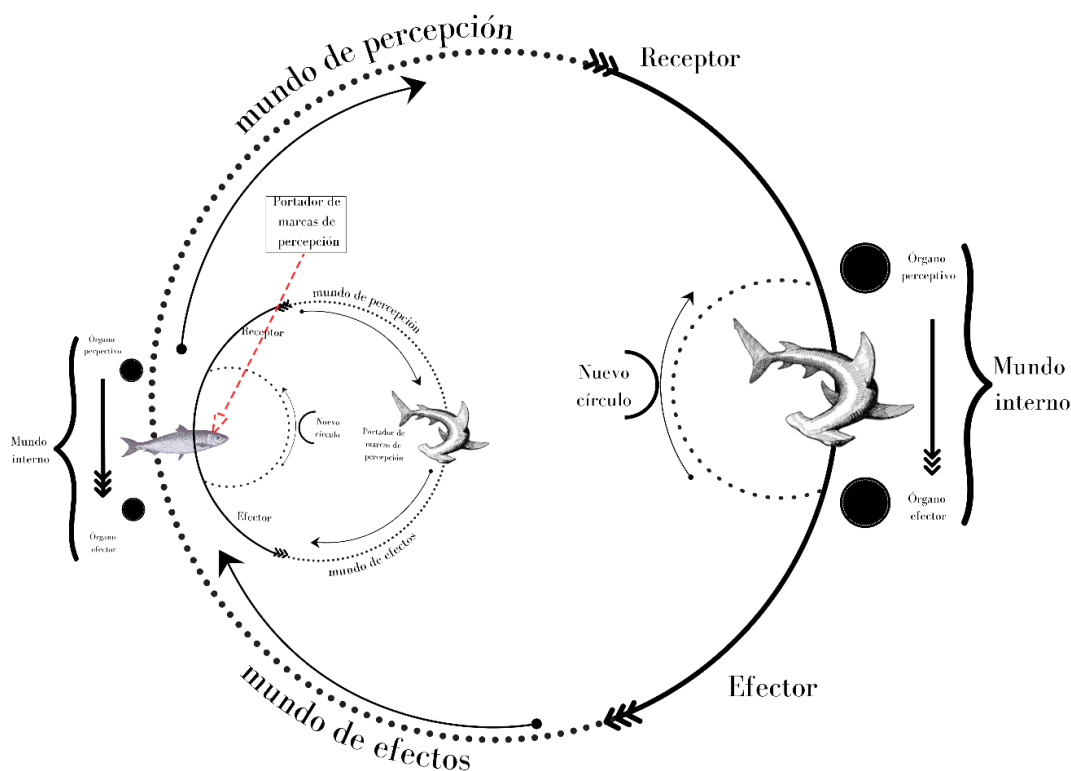 mundo de percepción
Receptor
Portador de
marcas de
percepción
mundo de percepción
Receptor
Órgano
perceptivo
Órgano
perpectivo
Nuevo
círculo
Mundo
interno
Nuevo
círculo
Portador de
marcas de
percepción
Mundo
interno
Órgano
efector
Efector
Órgano
efector
mundo de efectos
Efector
mundo de efectos